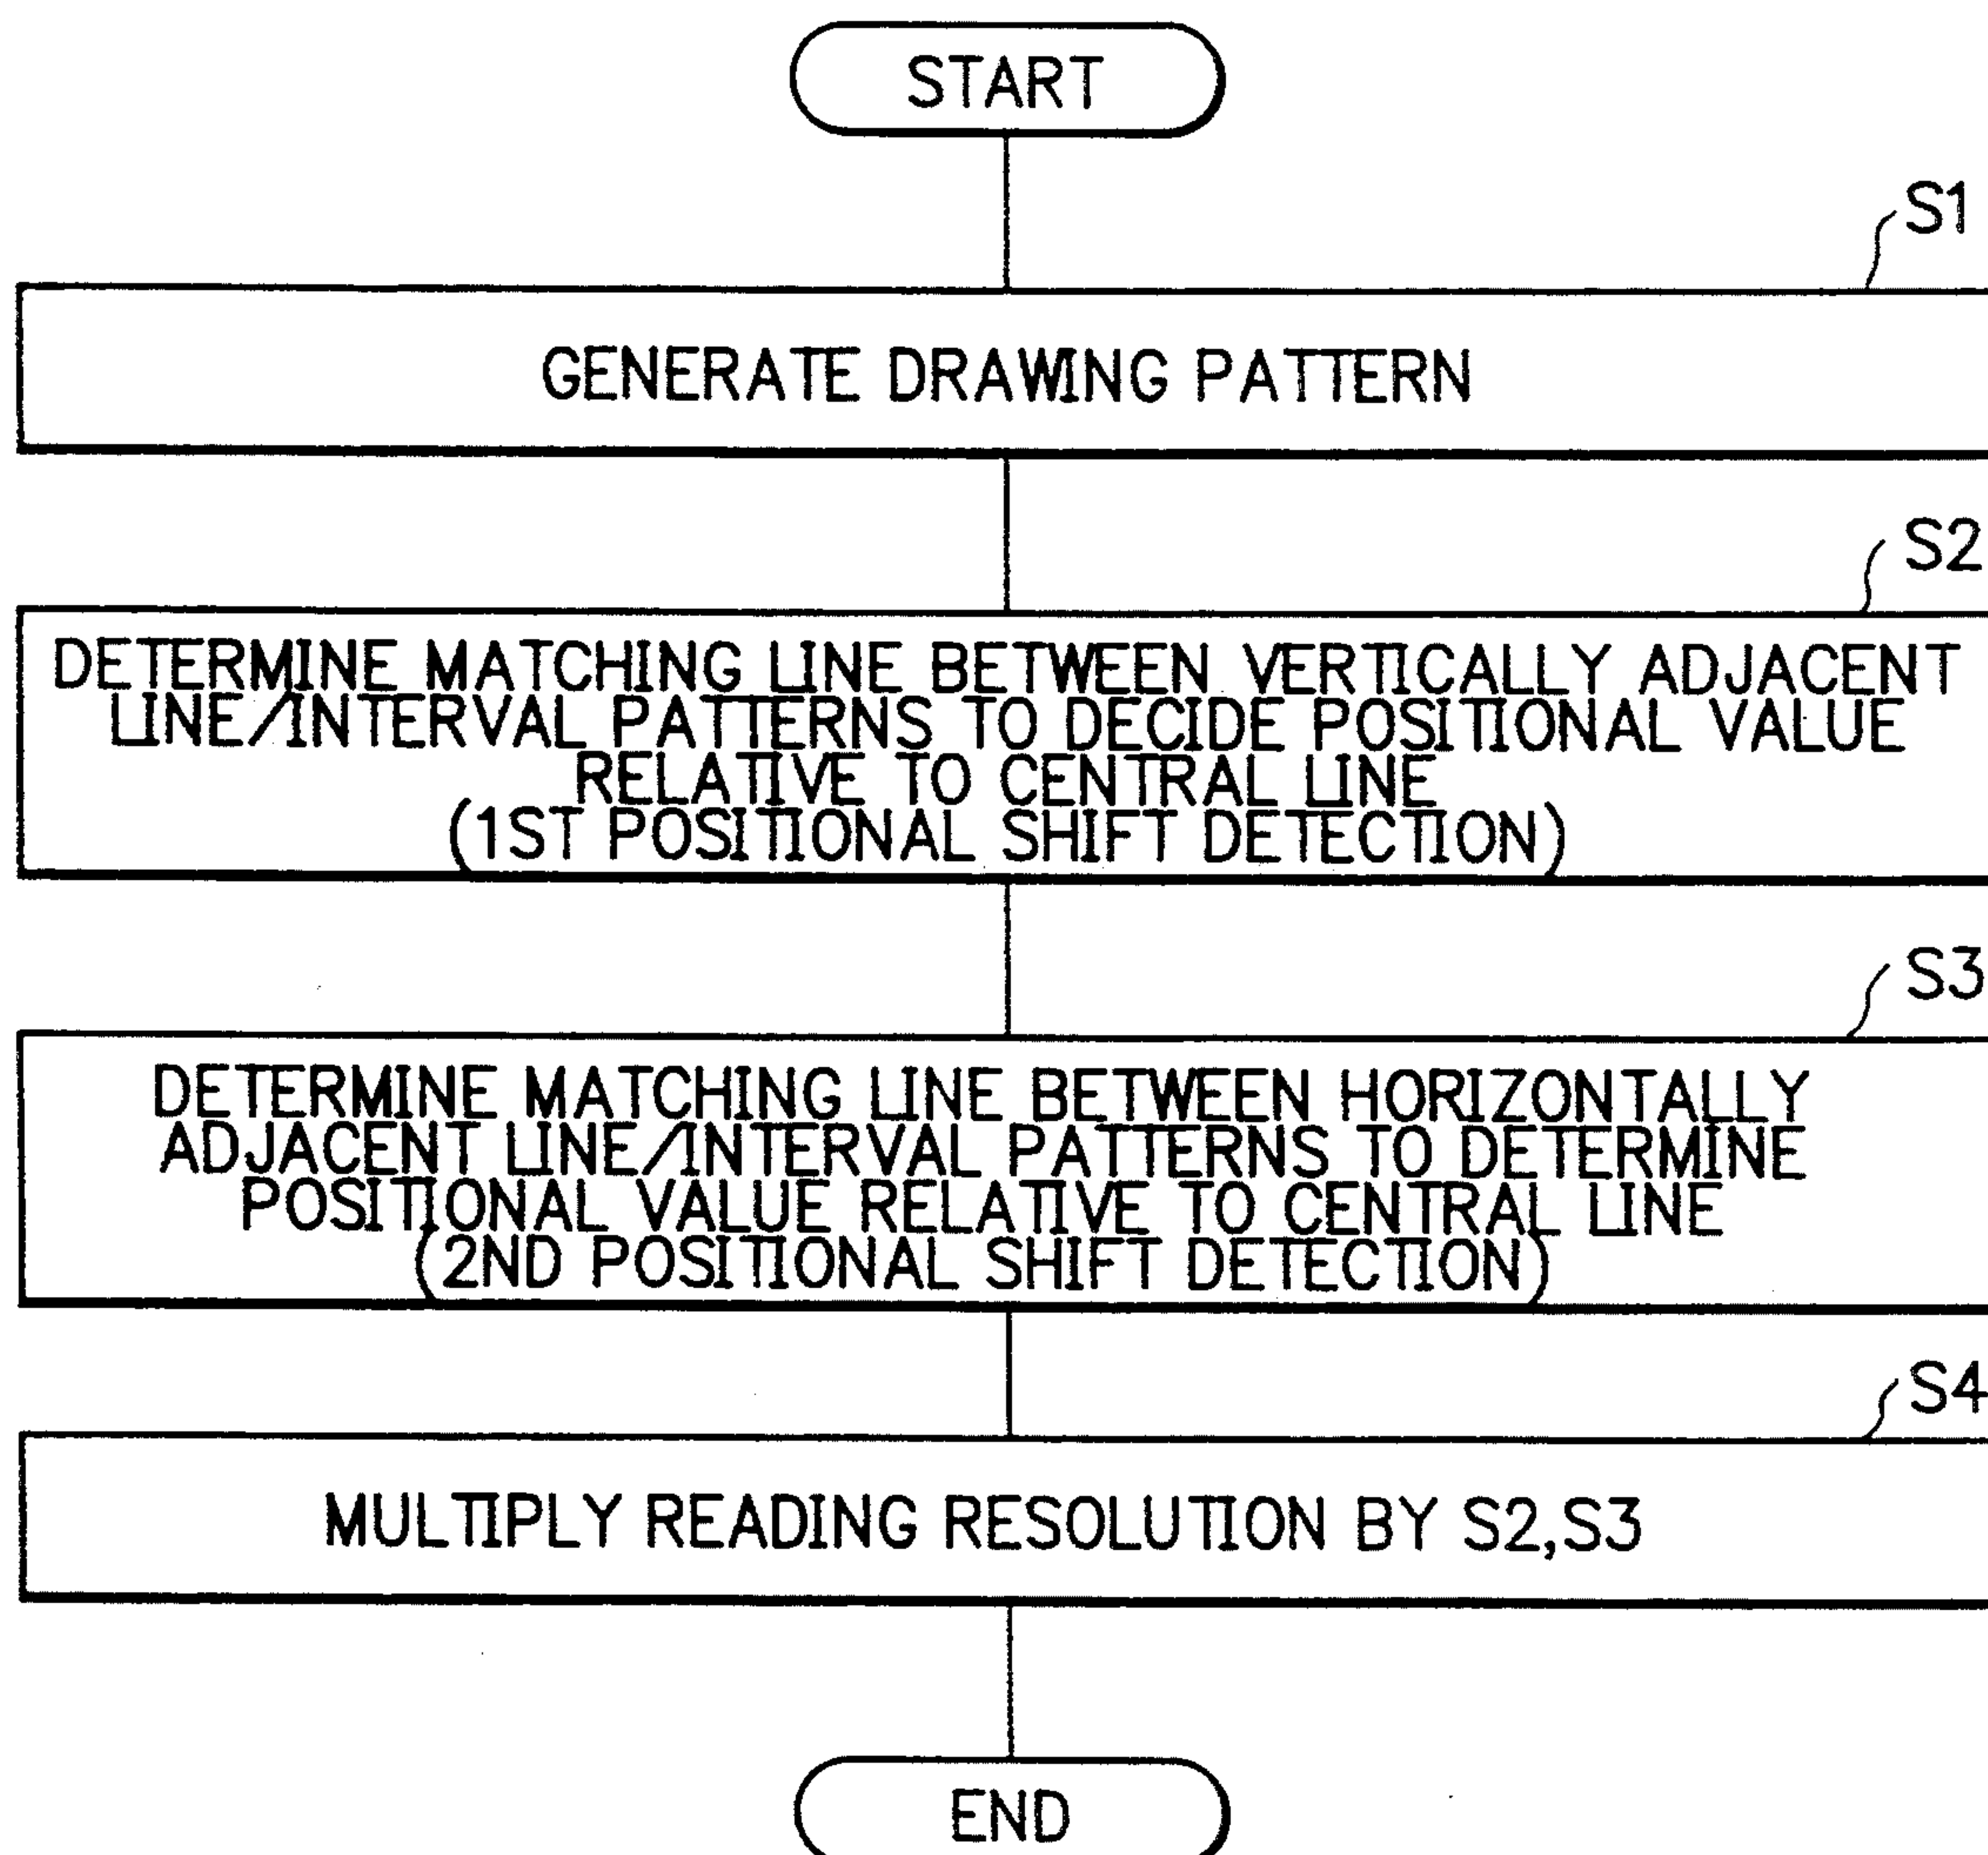 START
S1
GENERATE DRAWING PATTERN
S2
DETERMINE MATCHING LINE BETWEEN VERTICALLY ADJACENT
LINE/INTERVAL PATTERNS TO DECIDE POSITIONAL VALUE
RELATIVE TO CENTRAL LINE
(1ST POSITIONAL SHIFT DETECTION)
S3
DETERMINE MATCHING LINE BETWEEN HORIZONTALLY
ADJACENT LINE/INTERVAL PATTERNS TO DETERMINE
POSITIONAL VALUE RELATIVE TO CENTRAL LINE
(2ND POSITIONAL SHIFT DETECTION)
S4
MULTIPLY READING RESOLUTION BY S2,S3
END